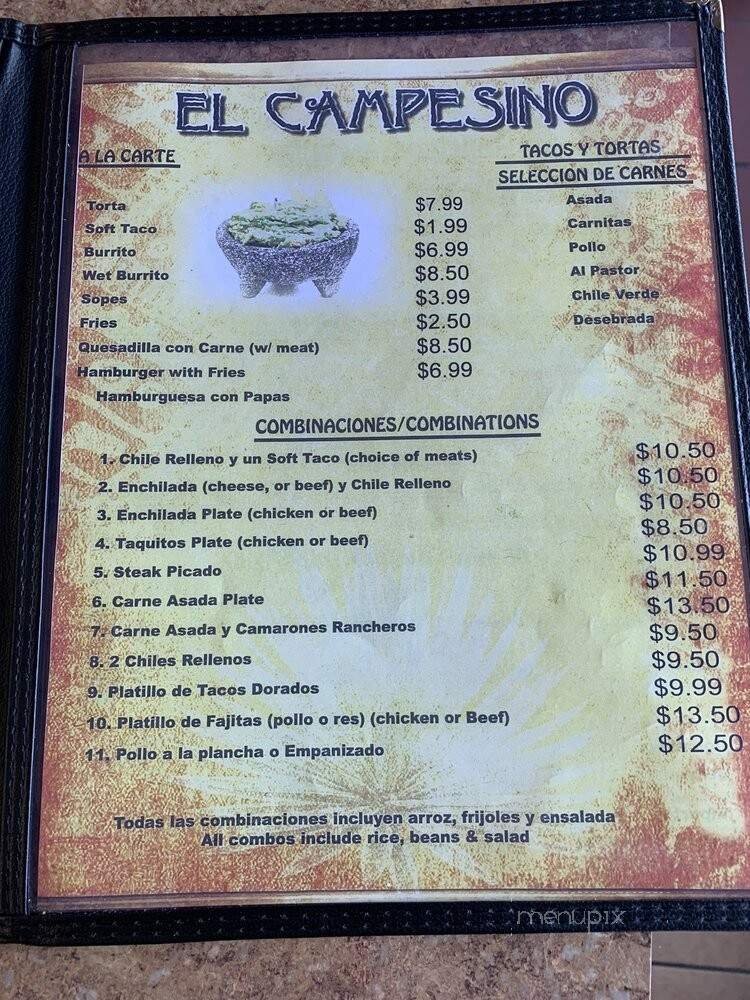 EL CAMPESINO
A LA CARTE
Torta $7.99
Soft Taco $1.99
Burrito $6.99
Wet Burrito $8.50
Sopes $3.99
Fries $2.50
Quesadilla con Carne (w/ meat) $8.50
Hamburger with Fries $6.99
Hamburguesa con Papas
TACOS Y TORTAS
SELECCION DE CARNES
Asada
Carnitas
Pollo
Al Pastor
Chile Verde
Desebrada
COMBINACIONES/COMBINATIONS
1. Chile Relleno y un Soft Taco (choice of meats)
2. Enchilada (cheese, or beef) y Chile Relleno
3. Enchilada Plate (chicken or beef)
4. Taquitos Plate (chicken or beef)
5. Steak Picado
6. Carne Asada Plate
7. Carne Asada y Camarones Rancheros
8. 2 Chiles Rellenos
9. Platillo de Tacos Dorados
10. Platillo de Fajitas (pollo o res) (chicken or Beef)
11. Pollo a la plancha o Empanizado
$10.50
$10.50
$10.50
$8.50
$10.99
$11.50
$13.50
$9.50
$9.50
$9.99
$13.50
$12.50
Todas las combinaciones incluyen arroz, frijoles y ensalada
All combos include rice, beans & salad
menupix